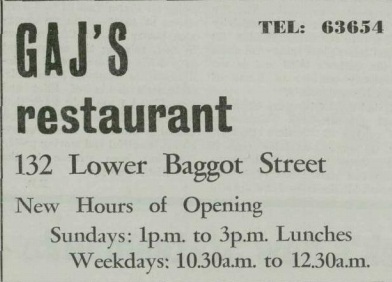 GAJ'S TEL: 63654
restaurant
132 Lower Baggot Street
New Hours of Opening
Sundays: 1p.m. to 3p.m. Lunches
Weekdays: 10.30a.m. to 12.30a.m.